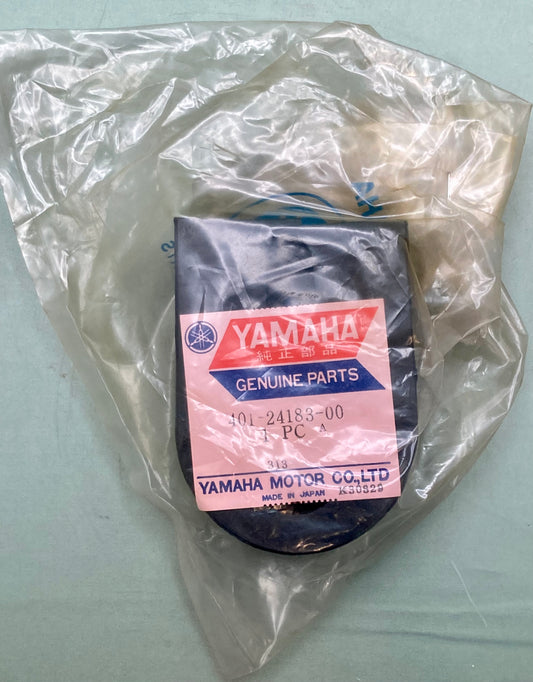 YAMAHA
純正部品
GENUINE PARTS
401-24183-00
1 PC A
313
YAMAHA MOTOR CO.,LTD
MADE IN JAPAN K50829